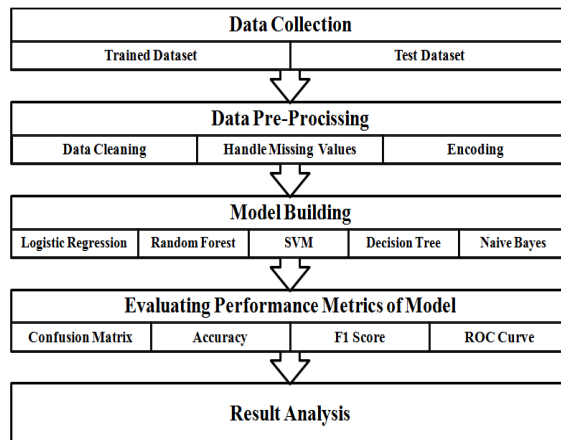 Data Collection
Trained Dataset Test Dataset
Data Pre-Procissing
Data Cleaning Handle Missing Values Encoding
Model Building
Logistic Regression Random Forest SVM Decision Tree Naive Bayes
Evaluating Performance Metrics of Model
Confusion Matrix Accuracy F1 Score ROC Curve
Result Analysis